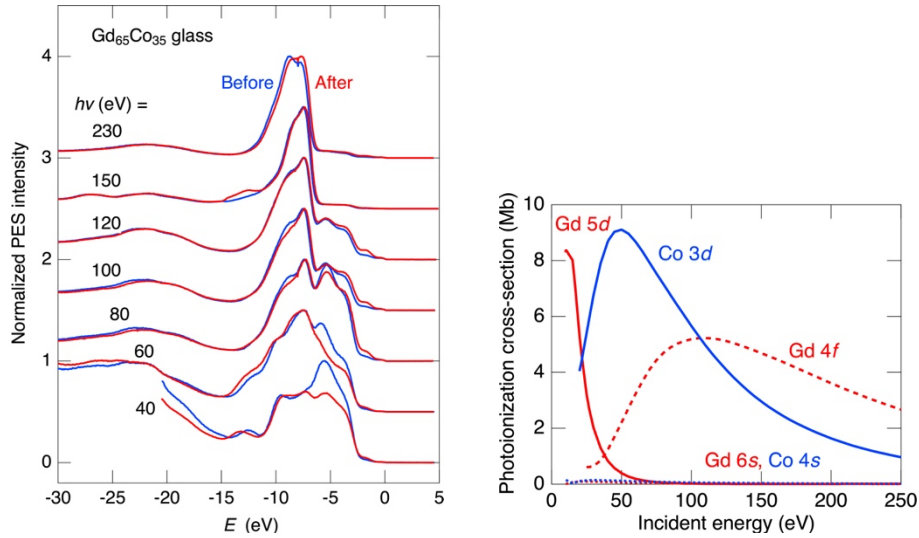 Gd₆₅Co₃₅ glass
Before After
hν (eV) =
230
150
120
100
80
60
40
Normalized PES intensity
4
3
2
1
0
-30 -25 -20 -15 -10 -5 0 5
E (eV)
Photoionization cross-section (Mb)
10
8
6
4
2
0
Gd 5d
Co 3d
Gd 4f
Gd 6s, Co 4s
0 50 100 150 200 250
Incident energy (eV)